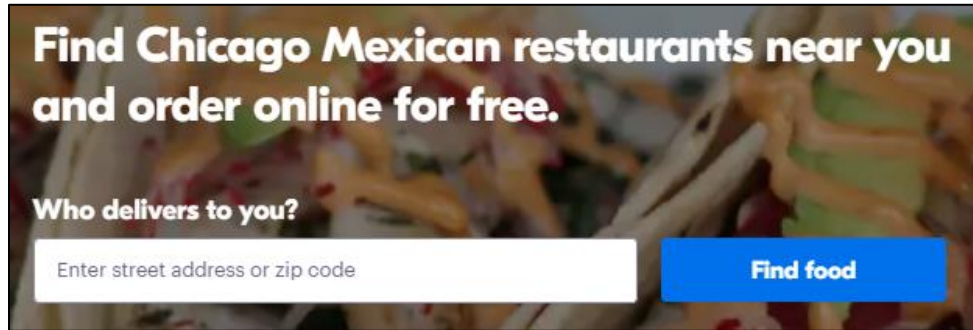 Find Chicago Mexican restaurants near you
and order online for free.
Who delivers to you?
Enter street address or zip code
Find food